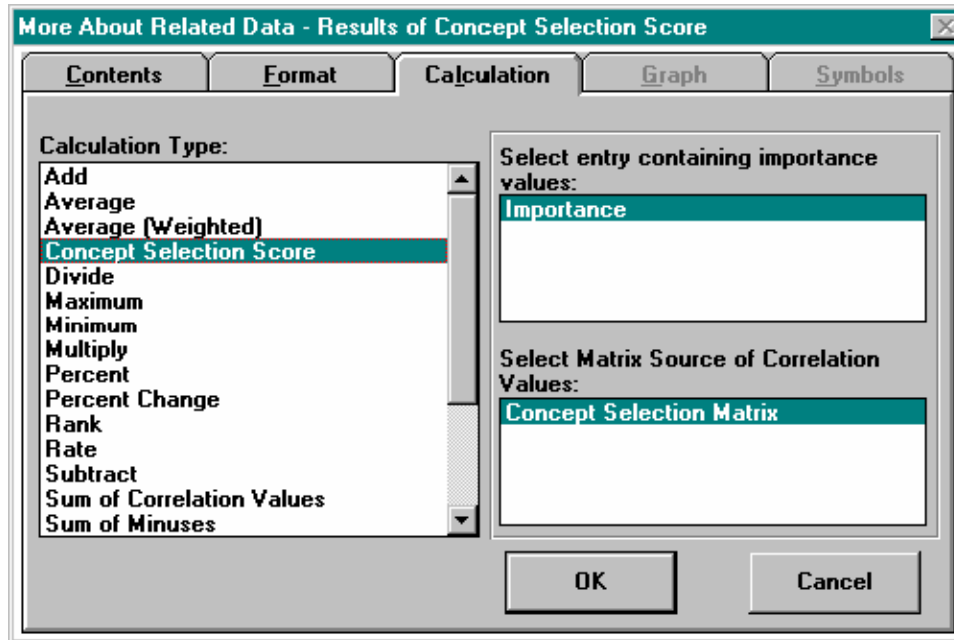 More About Related Data - Results of Concept Selection Score
Contents
Format
Calculation
Graph
Symbols
Calculation Type:
Add
Average
Average (Weighted)
Concept Selection Score
Divide
Maximum
Minimum
Multiply
Percent
Percent Change
Rank
Rate
Subtract
Sum of Correlation Values
Sum of Minuses
Select entry containing importance
values:
Importance
Select Matrix Source of Correlation
Values:
Concept Selection Matrix
OK
Cancel